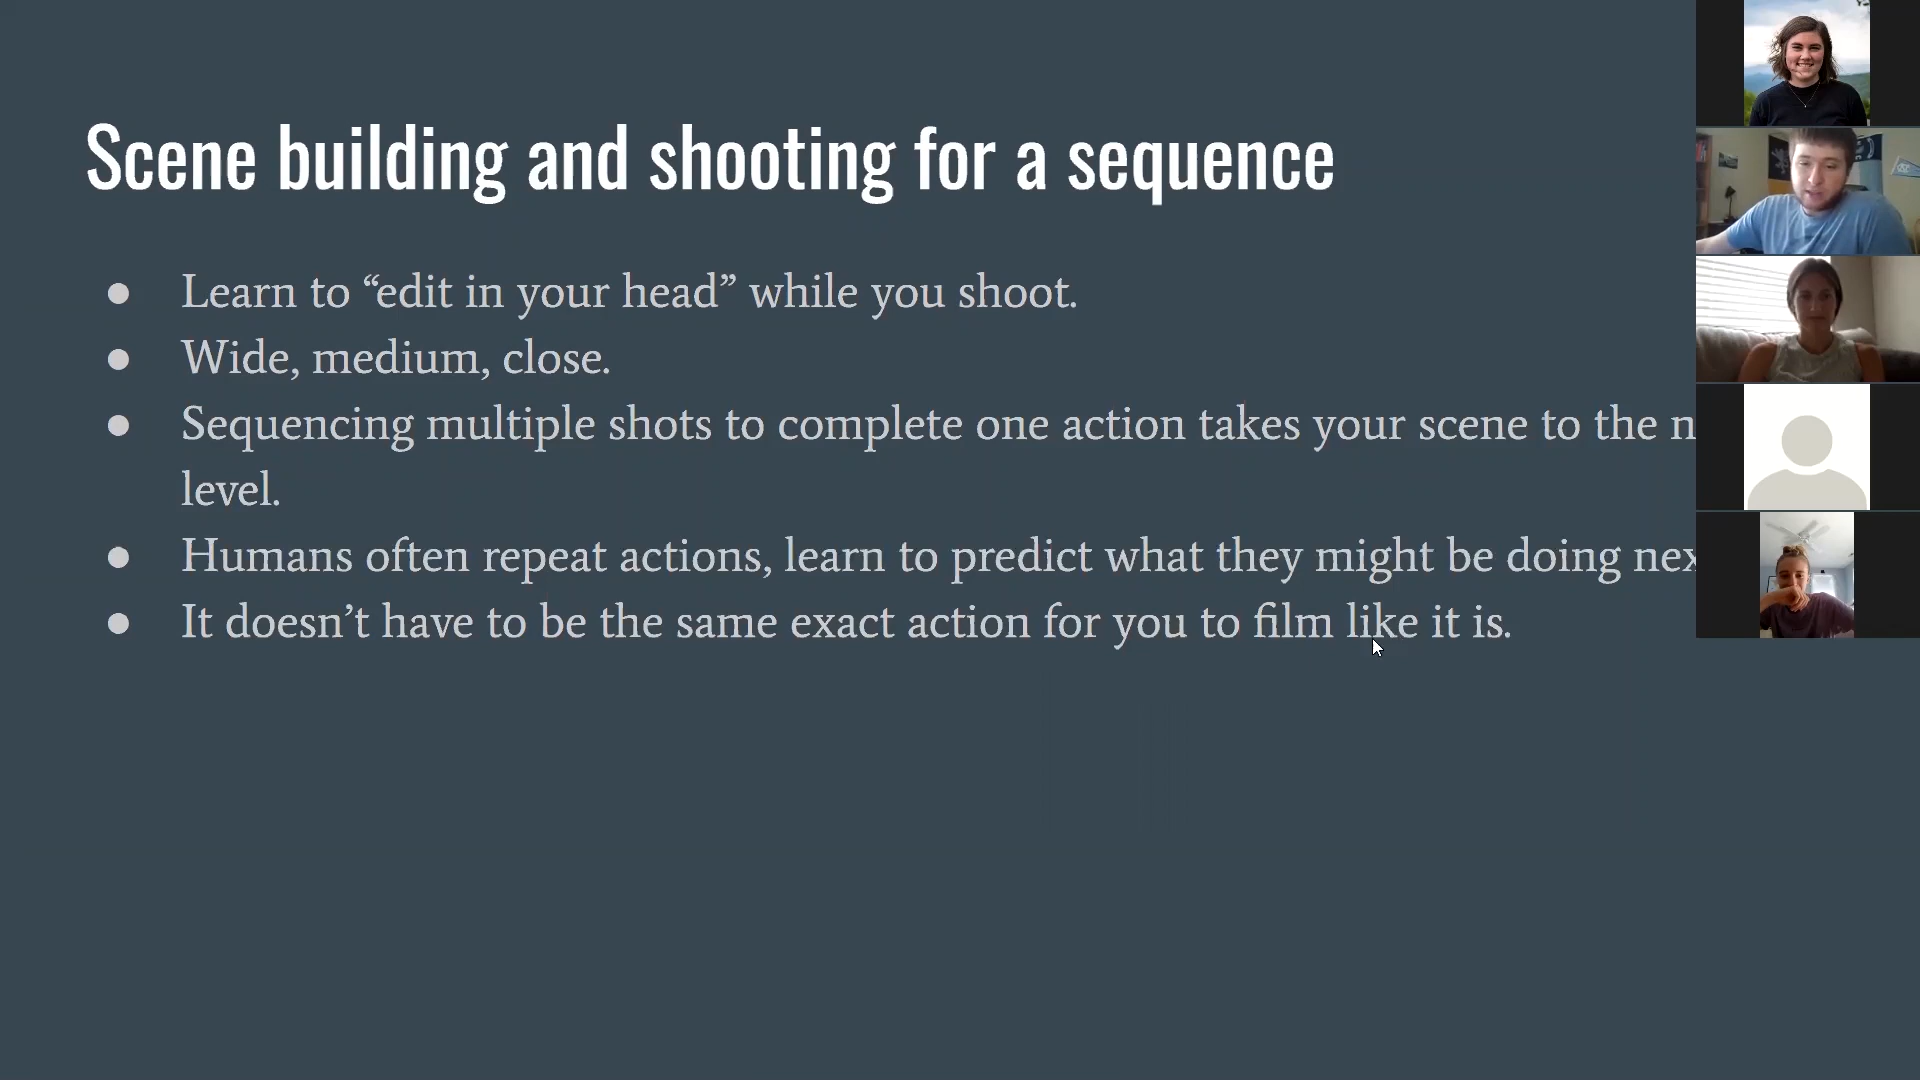 Scene building and shooting for a sequence
● Learn to “edit in your head” while you shoot.
● Wide, medium, close.
● Sequencing multiple shots to complete one action takes your scene to the n
level.
● Humans often repeat actions, learn to predict what they might be doing nex
● It doesn’t have to be the same exact action for you to film like it is.